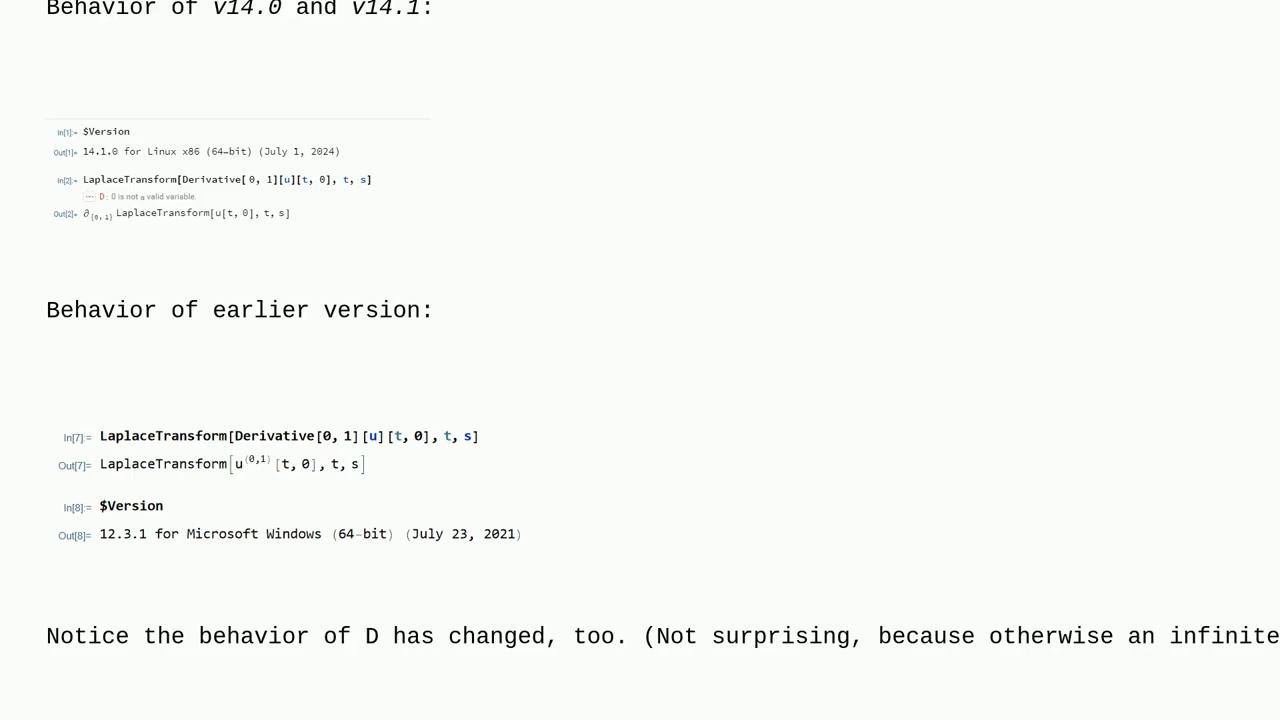 Behavior of v14.0 and v14.1:
In[1]:= $Version
Out[1]= 14.1.0 for Linux x86 (64-bit) (July 1, 2024)
In[2]:= LaplaceTransform[Derivative[0, 1][u][t, 0], t, s]
... D: 0 is not a valid variable.
Out[2]= ∂{0, 1} LaplaceTransform[u[t, 0], t, s]
Behavior of earlier version:
In[7]:= LaplaceTransform[Derivative[0, 1][u][t, 0], t, s]
Out[7]= LaplaceTransform[u(0,1)[t, 0], t, s]
In[8]:= $Version
Out[8]= 12.3.1 for Microsoft Windows (64-bit) (July 23, 2021)
Notice the behavior of D has changed, too. (Not surprising, because otherwise an infinite